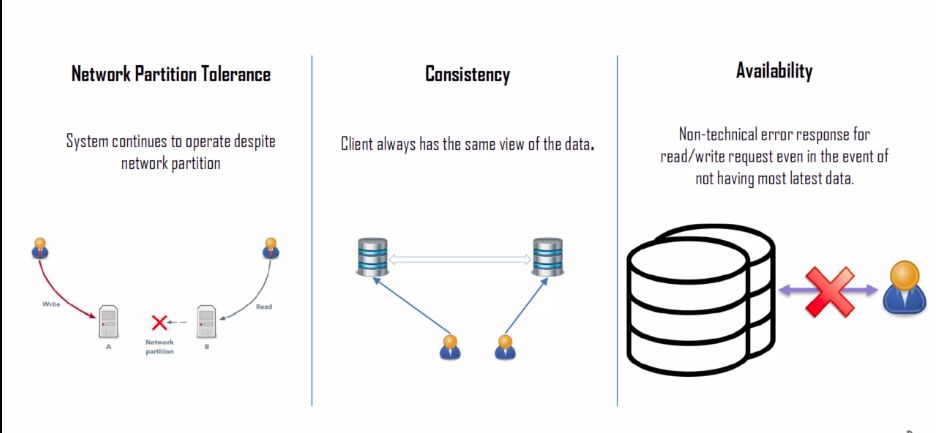 Network Partition Tolerance
System continues to operate despite
network partition
Write
Read
A
Network
partition
B
Consistency
Client always has the same view of the data.
Availability
Non-technical error response for
read/write request even in the event of
not having most latest data.